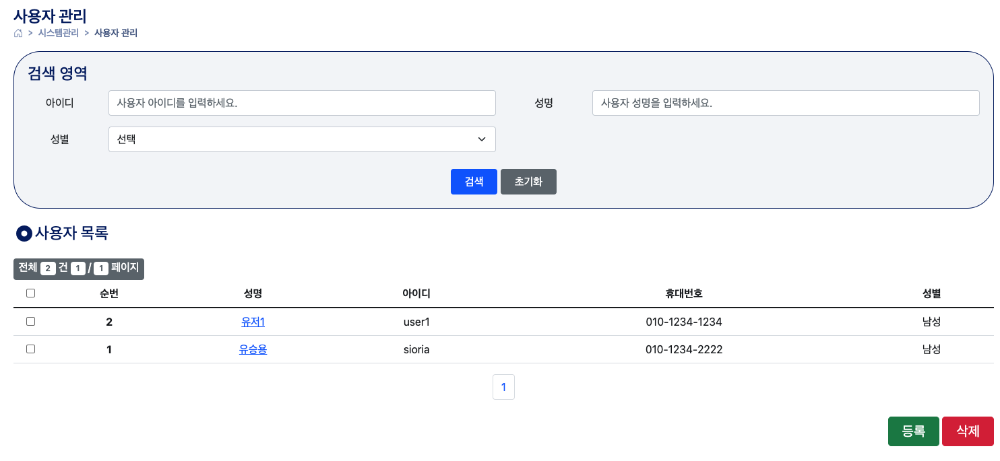 사용자 관리
> 시스템관리 > 사용자 관리
검색 영역
아이디 사용자 아이디를 입력하세요. 성명 사용자 성명을 입력하세요.
성별 선택
검색 초기화
사용자 목록
전체 2 건 1 / 1 페이지
순번 성명 아이디 휴대번호 성별
2 유저1 user1 010-1234-1234 남성
1 유승용 sioria 010-1234-2222 남성
1
등록 삭제